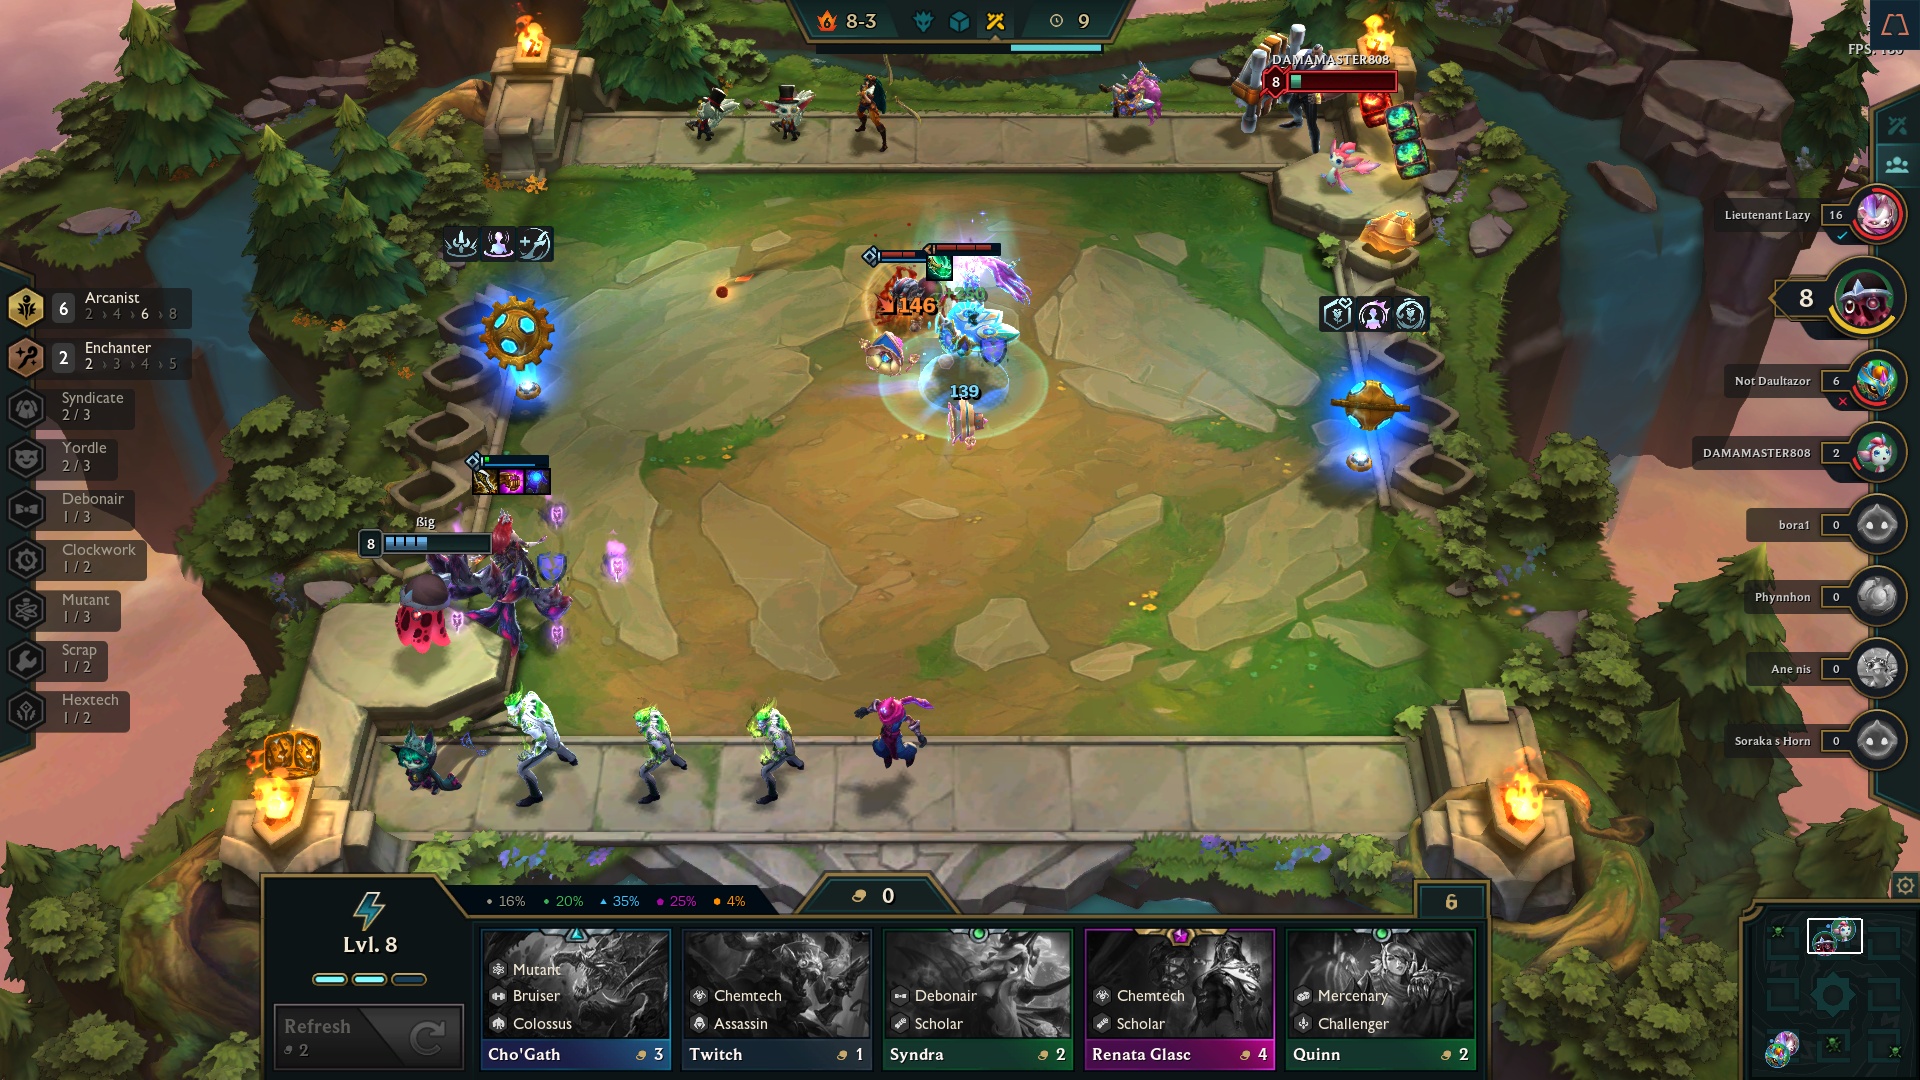 8-3
9
FPS:
DAMAMASTER808
8
Lieutenant Lazy
16
8
Not Daultazor
6
DAMAMASTER808
2
bora1
0
Phynnhon
0
Ane nis
0
Soraka s Horn
0
6
Arcanist
2 › 4 › 6 › 8
2
Enchanter
2 › 3 › 4 › 5
Syndicate
2 / 3
Yordle
2 / 3
Debonair
1 / 3
Clockwork
1 / 2
Mutant
1 / 3
Scrap
1 / 2
Hextech
1 / 2
146
139
ßig
8
16% 20% 35% 25% 4%
0
6
Lvl. 8
Refresh
2
Mutant
Bruiser
Colossus
Cho'Gath 3
Chemtech
Assassin
Twitch 1
Debonair
Scholar
Syndra 2
Chemtech
Scholar
Renata Glasc 4
Mercenary
Challenger
Quinn 2